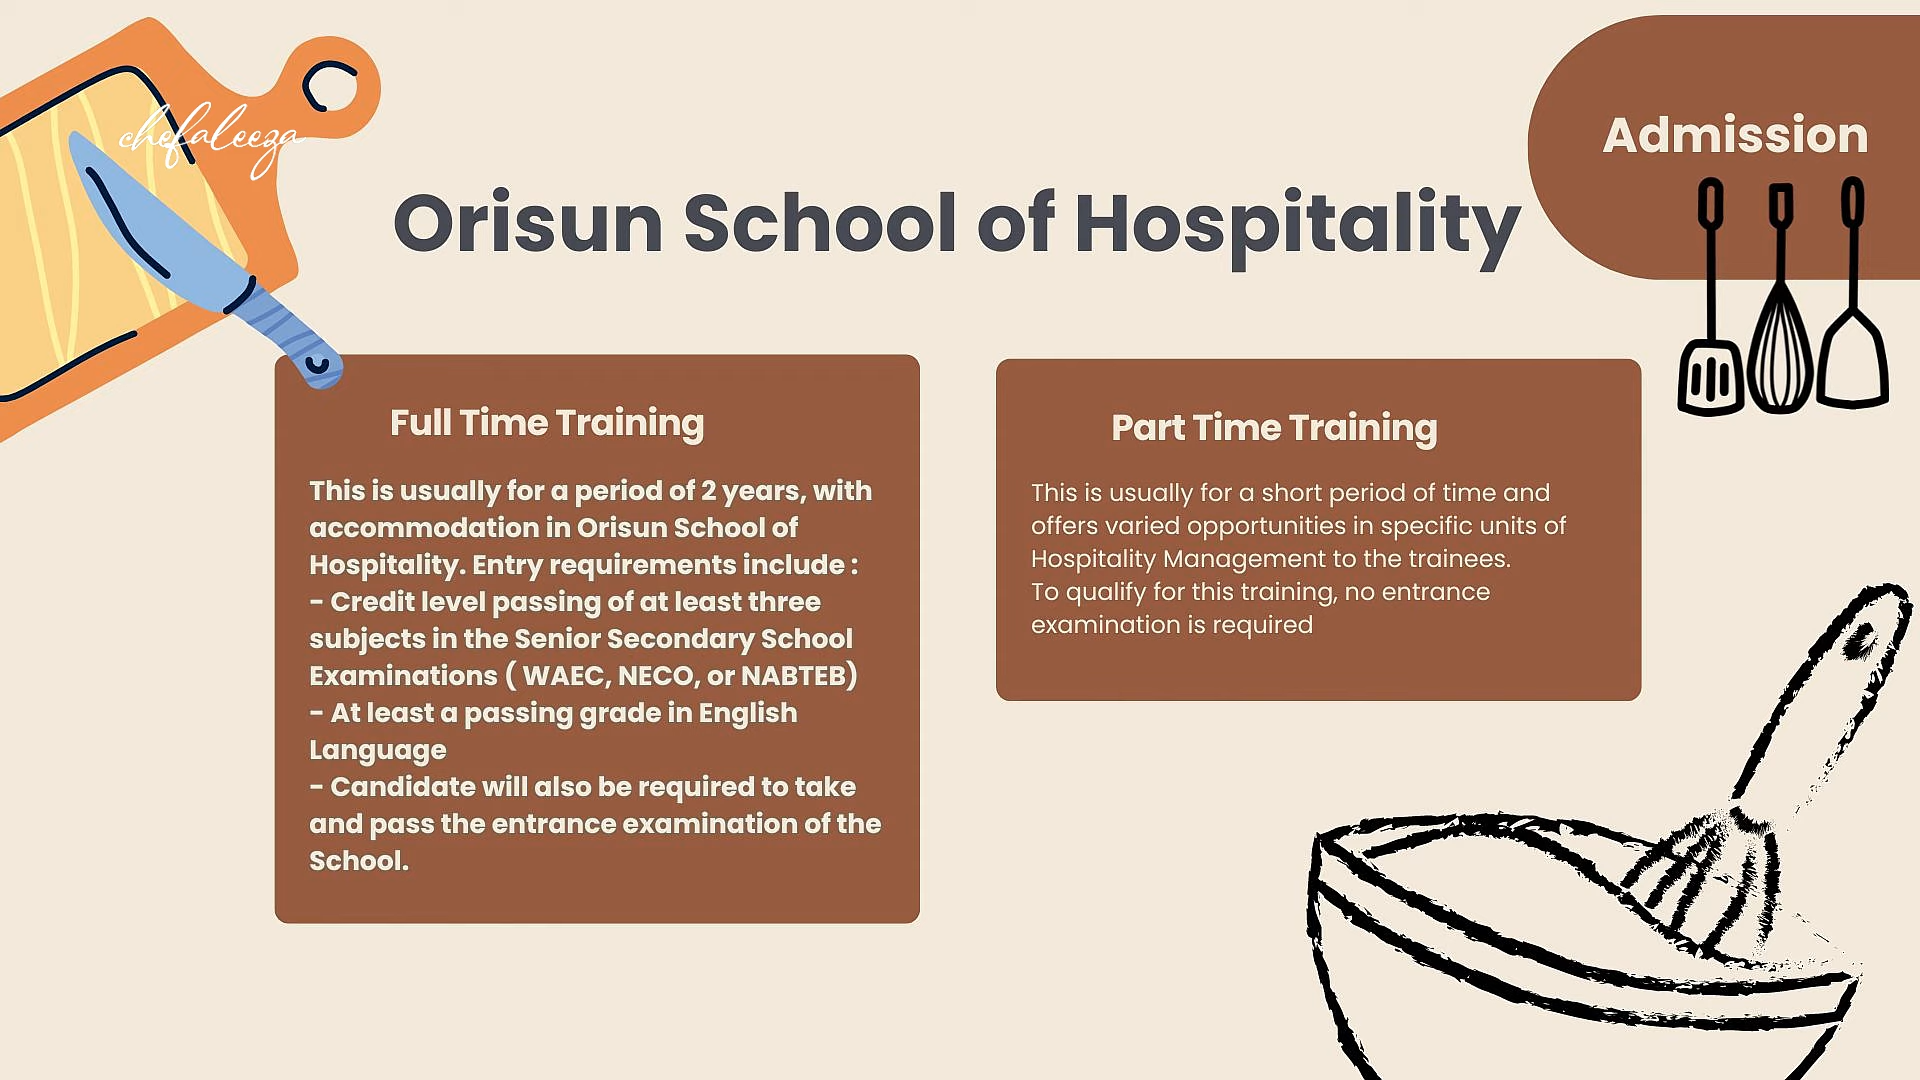 chefaleeza
Admission
Orisun School of Hospitality
Full Time Training
This is usually for a period of 2 years, with
accommodation in Orisun School of
Hospitality. Entry requirements include :
- Credit level passing of at least three
subjects in the Senior Secondary School
Examinations ( WAEC, NECO, or NABTEB)
- At least a passing grade in English
Language
- Candidate will also be required to take
and pass the entrance examination of the
School.
Part Time Training
This is usually for a short period of time and
offers varied opportunities in specific units of
Hospitality Management to the trainees.
To qualify for this training, no entrance
examination is required